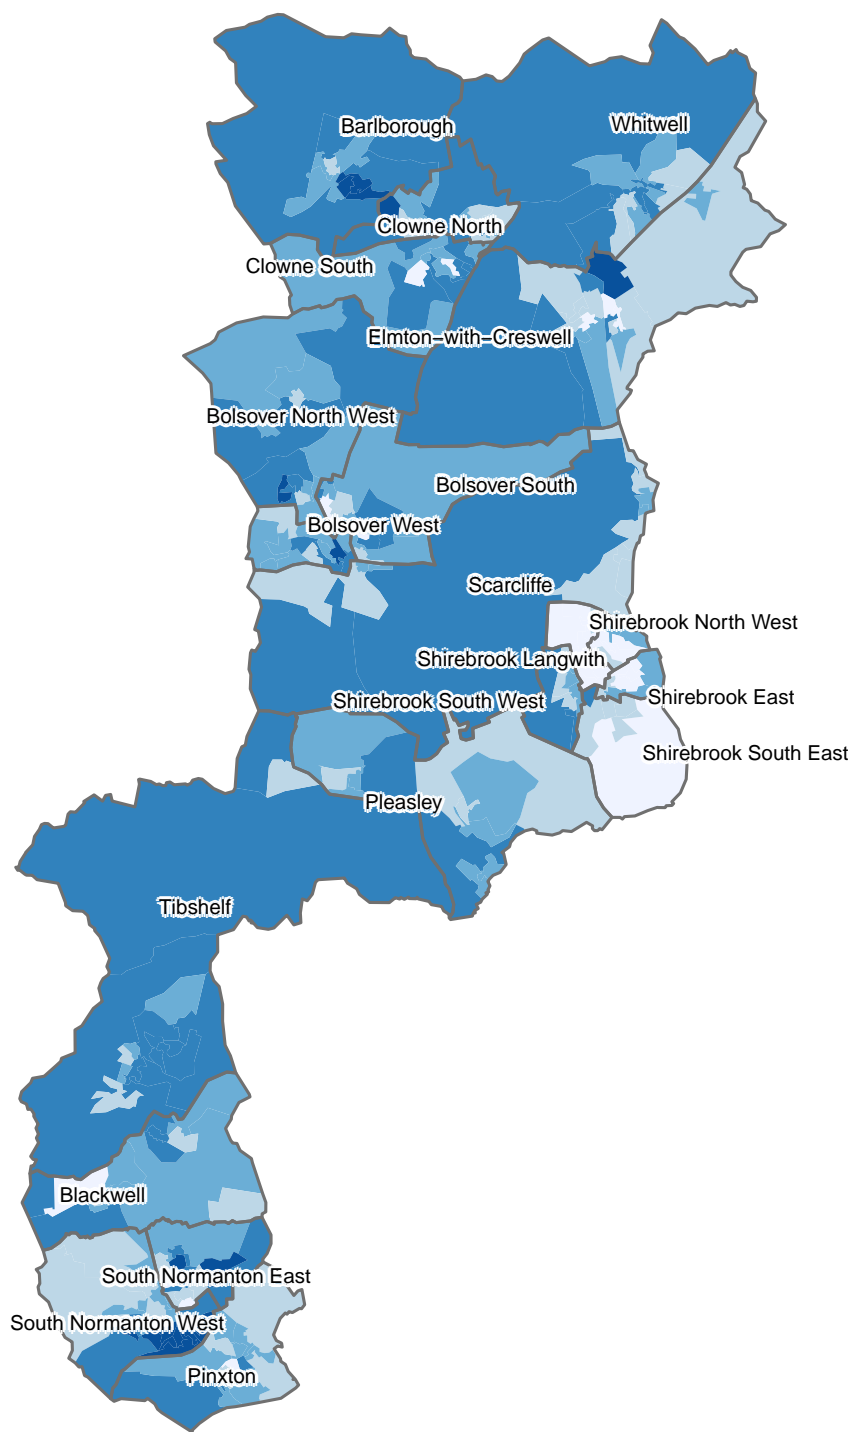 Barlborough
Whitwell
Clowne North
Clowne South
Elmton–with–Creswell
Bolsover North West
Bolsover South
Bolsover West
Scarcliffe
Shirebrook North West
Shirebrook Langwith
Shirebrook East
Shirebrook South West
Shirebrook South East
Pleasley
Tibshelf
Blackwell
South Normanton East
South Normanton West
Pinxton